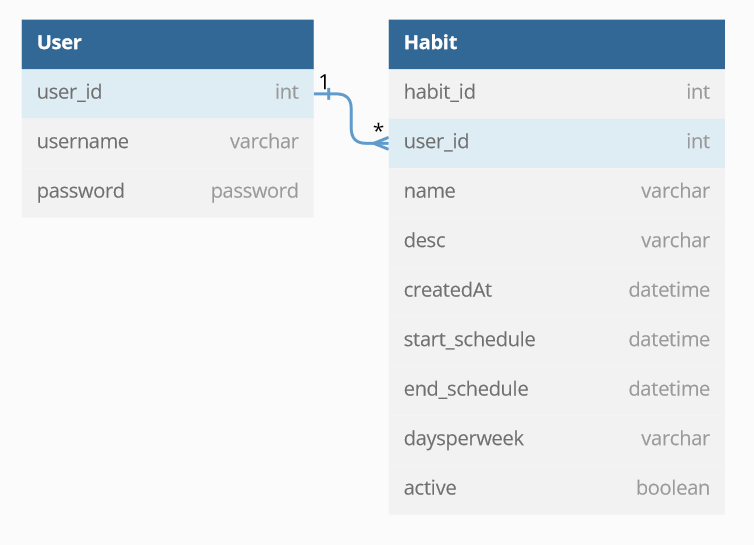 User
user_id int
username varchar
password password
1
*
Habit
habit_id int
user_id int
name varchar
desc varchar
createdAt datetime
start_schedule datetime
end_schedule datetime
daysperweek varchar
active boolean